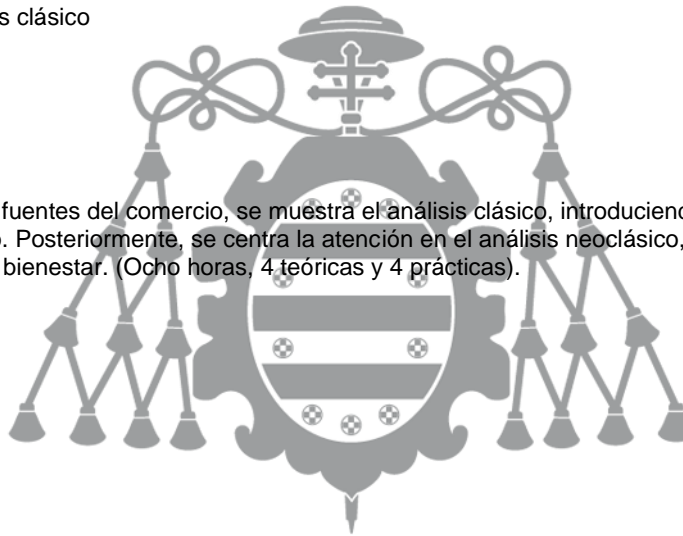 s clásico
fuentes del comercio, se muestra el análisis clásico, introduciend
o. Posteriormente, se centra la atención en el análisis neoclásico,
bienestar. (Ocho horas, 4 teóricas y 4 prácticas).